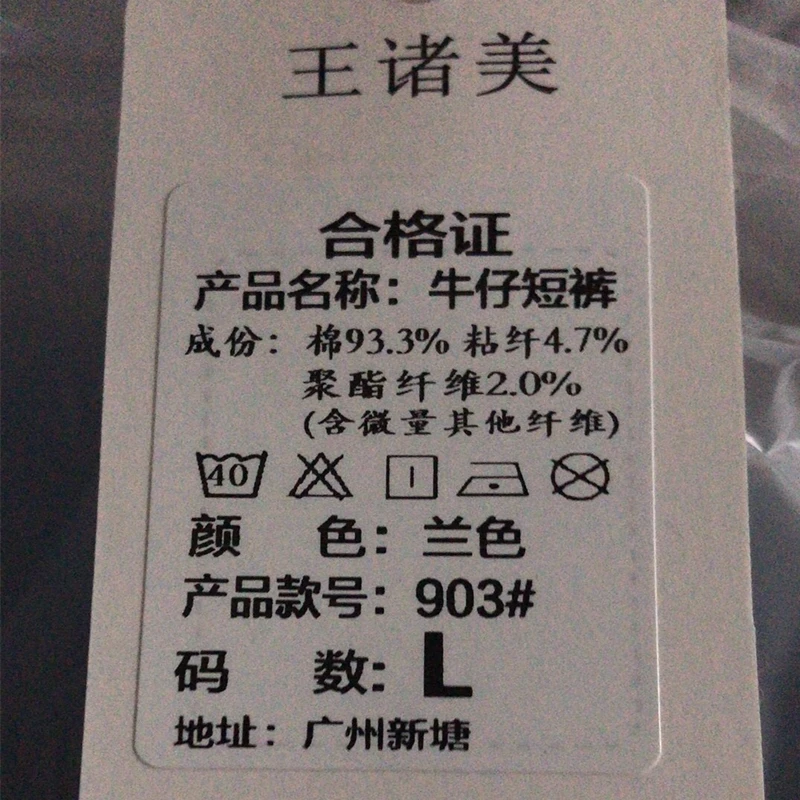 王诸美
合格证
产品名称：牛仔短裤
成份：棉93.3% 粘纤4.7%
聚酯纤维2.0%
(含微量其他纤维)
40
颜 色：兰色
产品款号：903#
码 数：L
地址：广州新塘